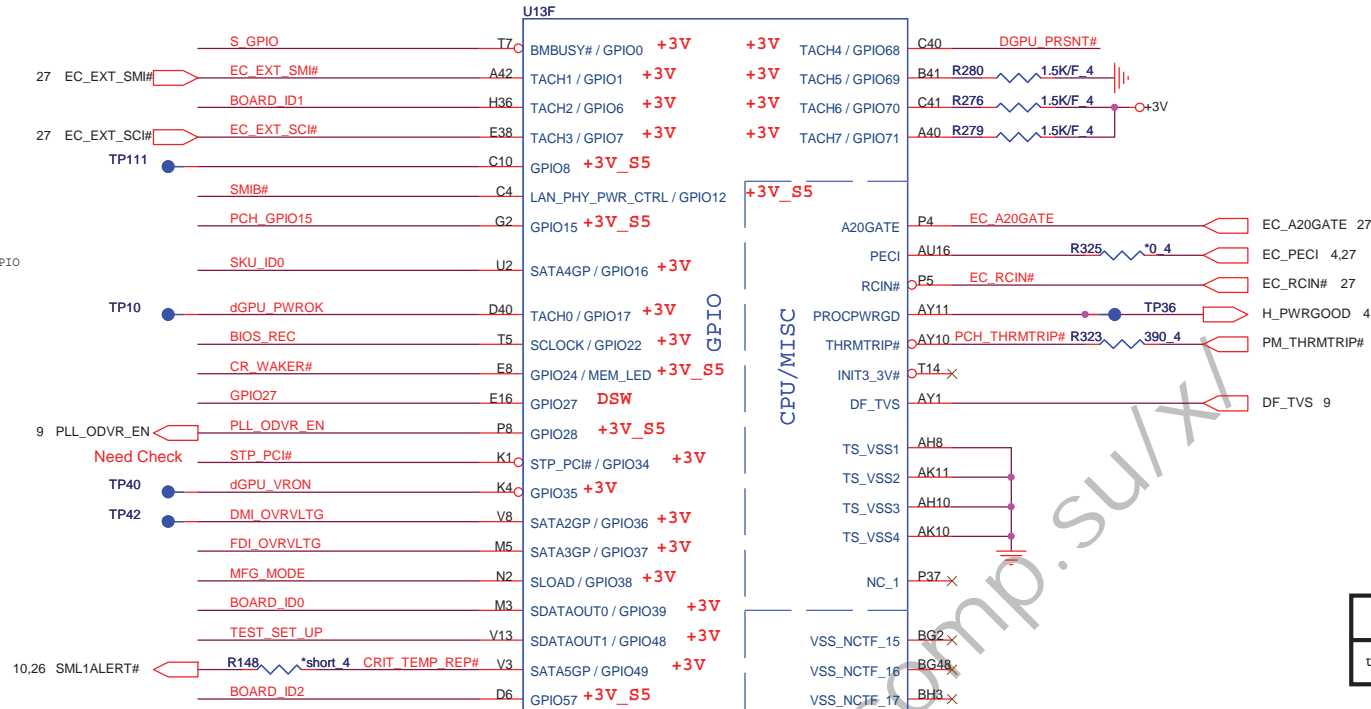 U13F
S_GPIO T7 BMBUSY# / GPIO0 +3V +3V TACH4 / GPIO68 C40 DGPU_PRSNT#
27 EC_EXT_SMI# EC_EXT_SMI# A42 TACH1 / GPIO1 +3V +3V TACH5 / GPIO69 B41 R280 1.5K/F_4
BOARD_ID1 H36 TACH2 / GPIO6 +3V +3V TACH6 / GPIO70 C41 R276 1.5K/F_4 +3V
27 EC_EXT_SCI# EC_EXT_SCI# E38 TACH3 / GPIO7 +3V +3V TACH7 / GPIO71 A40 R279 1.5K/F_4
TP111 C10 GPIO8 +3V_S5
SMIB# C4 LAN_PHY_PWR_CTRL / GPIO12 +3V_S5
PCH_GPIO15 G2 GPIO15 +3V_S5 A20GATE P4 EC_A20GATE EC_A20GATE 27
PECI AU16 R325 *0_4 EC_PECI 4,27
PIO
SKU_ID0 U2 SATA4GP / GPIO16 +3V
RCIN# P5 EC_RCIN# EC_RCIN# 27
TP10 dGPU_PWROK D40 TACH0 / GPIO17 +3V PROCPWRGD AY11 TP36 H_PWRGOOD 4
GPIO
CPU/MISC
BIOS_REC T5 SCLOCK / GPIO22 +3V THRMTRIP# AY10 PCH_THRMTRIP# R323 390_4 PM_THRMTRIP#
CR_WAKER# E8 GPIO24 / MEM_LED +3V_S5 INIT3_3V# T14
GPIO27 E16 GPIO27 DSW DF_TVS AY1 DF_TVS 9
9 PLL_ODVR_EN PLL_ODVR_EN P8 GPIO28 +3V_S5
TS_VSS1 AH8
Need Check STP_PCI# K1 STP_PCI# / GPIO34 +3V
TS_VSS2 AK11
TP40 dGPU_VRON K4 GPIO35 +3V
TS_VSS3 AH10
TP42 DMI_OVRVLTG V8 SATA2GP / GPIO36 +3V
TS_VSS4 AK10
FDI_OVRVLTG M5 SATA3GP / GPIO37 +3V
MFG_MODE N2 SLOAD / GPIO38 +3V NC_1 P37
BOARD_ID0 M3 SDATAOUT0 / GPIO39 +3V
TEST_SET_UP V13 SDATAOUT1 / GPIO48 +3V VSS_NCTF_15 BG2
10,26 SML1ALERT# R148 *short_4 CRIT_TEMP_REP# V3 SATA5GP / GPIO49 +3V VSS_NCTF_16 BG48
BOARD_ID2 D6 GPIO57 +3V_S5 VSS_NCTF_17 BH3
omp.su/x/